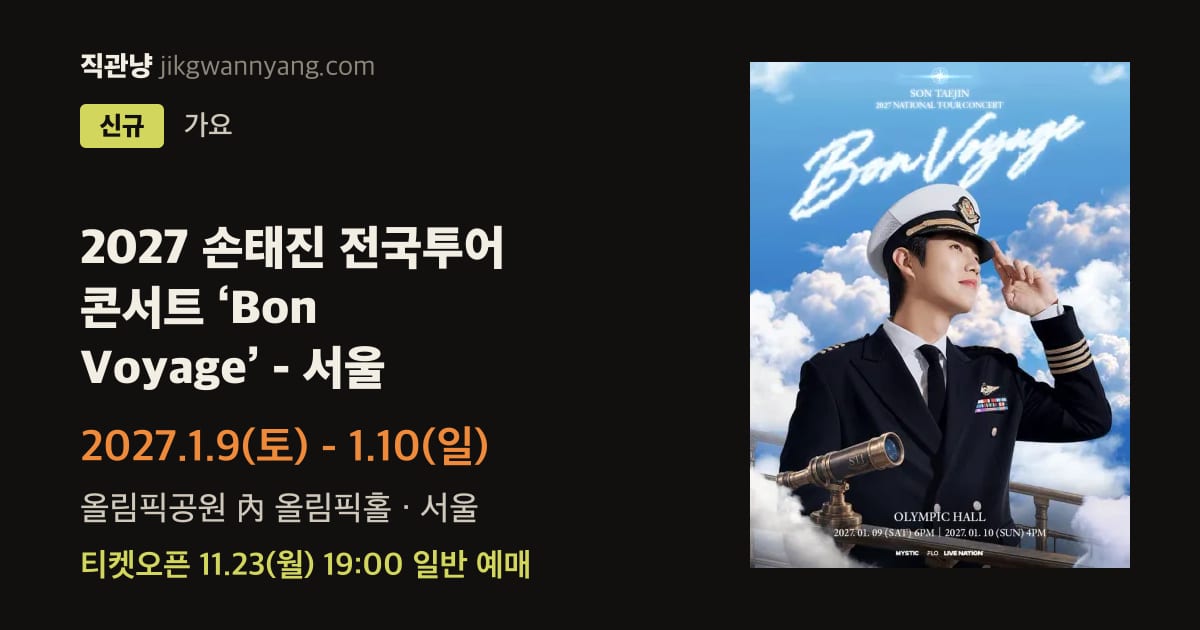 직관냥 jikgwannyang.com
신규 가요
2027 손태진 전국투어
콘서트 ‘Bon
Voyage’ - 서울
2027.1.9(토) - 1.10(일)
올림픽공원 內 올림픽홀 · 서울
티켓오픈 11.23(월) 19:00 일반 예매
SON TAEJIN
2027 NATIONAL TOUR CONCERT
Bon Voyage
STJ
OLYMPIC HALL
2027. 01. 09 (SAT) 6PM | 2027. 01. 10 (SUN) 4PM
MYSTIC FLO LIVE NATION